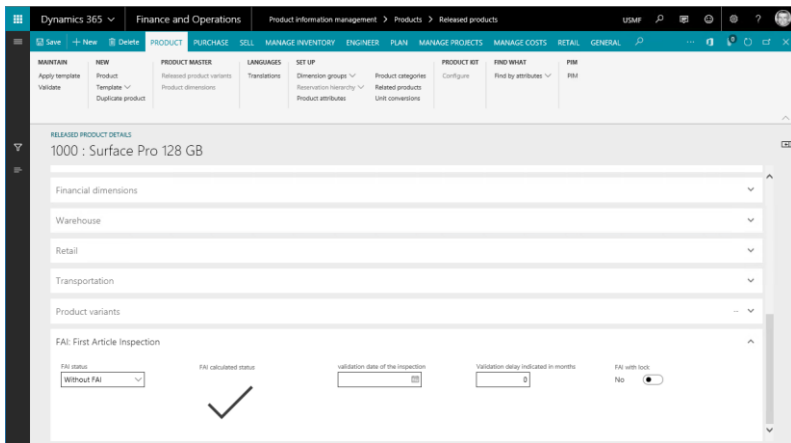 Dynamics 365 Finance and Operations Product information management > Products > Released products USMF ?
Save + New Delete PRODUCT PURCHASE SELL MANAGE INVENTORY ENGINEER PLAN MANAGE PROJECTS MANAGE COSTS RETAIL GENERAL ... 0
MAINTAIN NEW PRODUCT MASTER LANGUAGES SET UP PRODUCT KIT FIND WHAT PIM
Apply template Product Released product variants Translations Dimension groups Product categories Configure Find by attributes PIM
Validate Template Product dimensions Reservation hierarchy Related products
Duplicate product Product attributes Unit conversions
RELEASED PRODUCT DETAILS
1000 : Surface Pro 128 GB
Financial dimensions
Warehouse
Retail
Transportation
Product variants --
FAI: First Article Inspection
FAI status FAI calculated status validation date of the inspection Validation delay indicated in months FAI with lock
Without FAI 0 No